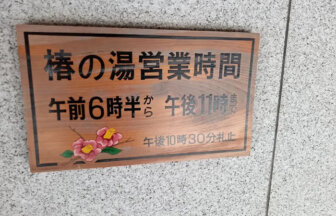 椿の湯営業時間
午前6時半から 午後11時まで
午後10時30分札止